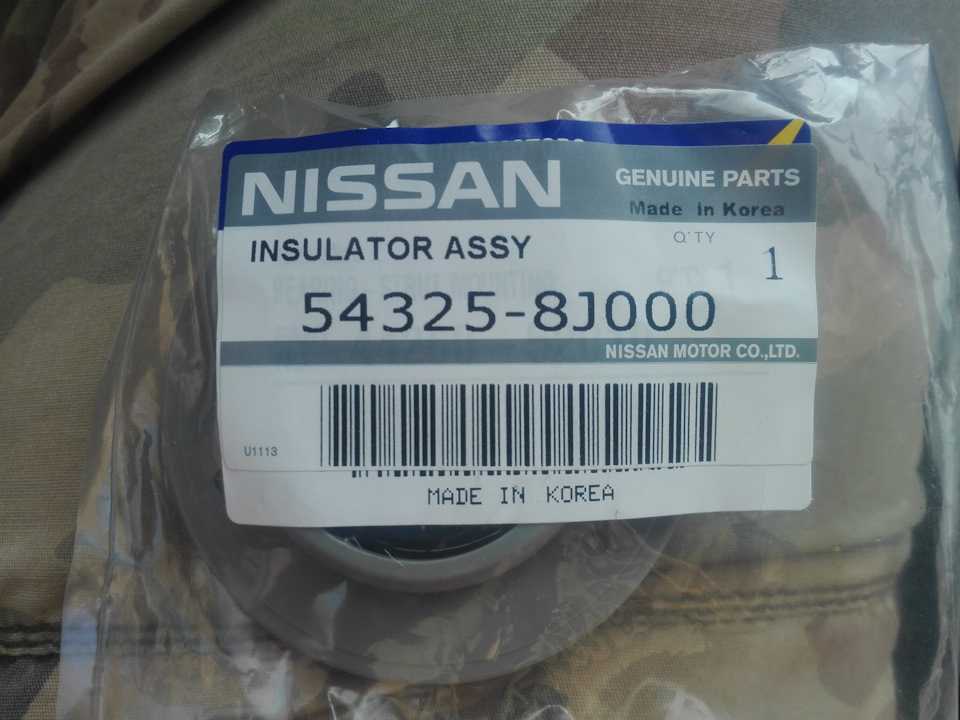 NISSAN
GENUINE PARTS
Made in Korea
INSULATOR ASSY
Q'TY
1
54325-8J000
NISSAN MOTOR CO.,LTD.
U1113
MADE IN KOREA